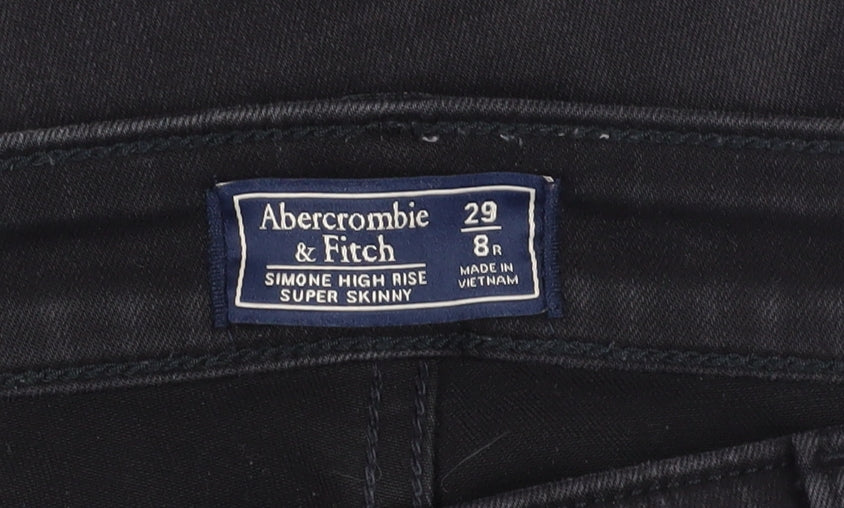 Abercrombie
& Fitch
SIMONE HIGH RISE
SUPER SKINNY
29
8R
MADE IN
VIETNAM